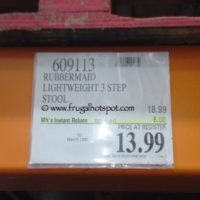 609113
RUBBERMAID
LIGHTWEIGHT 3 STEP
STOOL
© www.frugalhotspot.com
18.99
Mfr's Instant Rebate
5.00
PRICE AT REGISTER
13.99